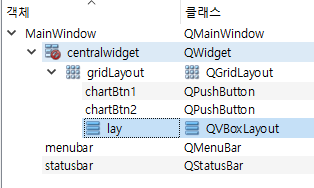 객체 클래스
MainWindow QMainWindow
centralwidget QWidget
gridLayout QGridLayout
chartBtn1 QPushButton
chartBtn2 QPushButton
lay QVBoxLayout
menubar QMenuBar
statusbar QStatusBar